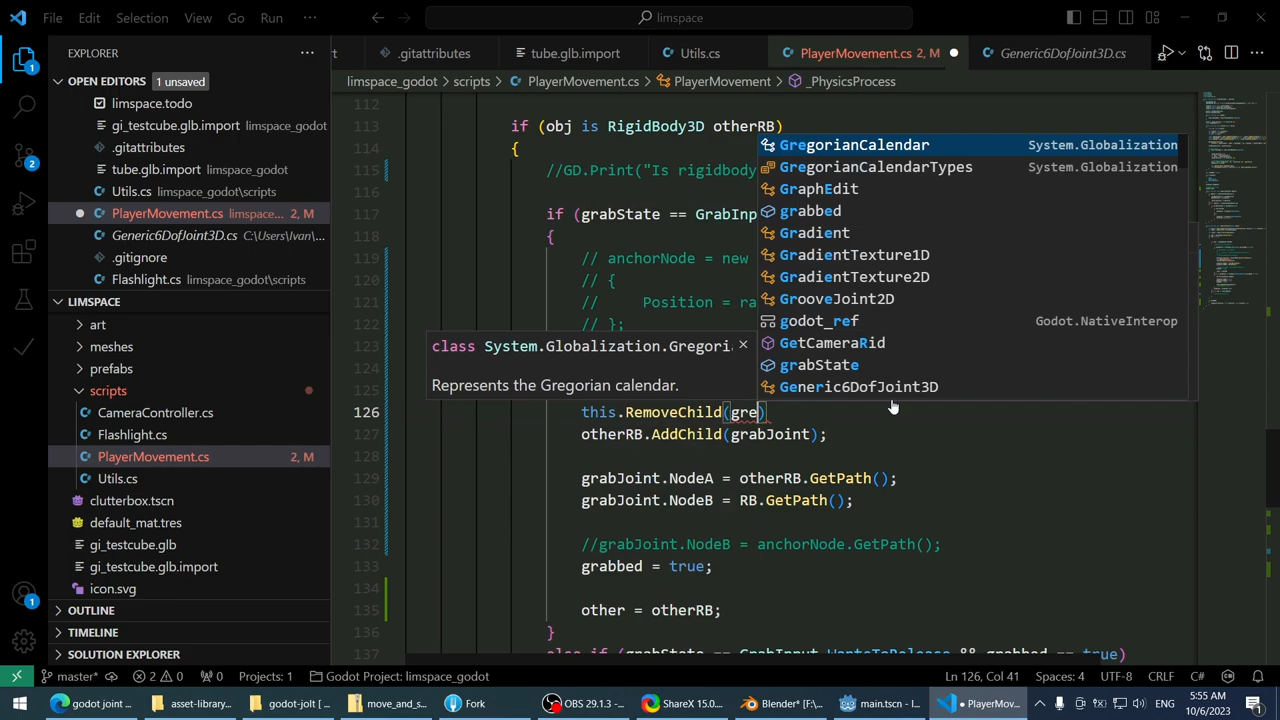 File Edit Selection View Go Run ··· limspace
EXPLORER
.gitattributes tube.glb.import Utils.cs PlayerMovement.cs 2, M Generic6DofJoint3D.cs
OPEN EDITORS 1 unsaved
limspace_godot > scripts > PlayerMovement.cs > PlayerMovement > _PhysicsProcess
limspace.todo
gi_testcube.glb.import limspace_godot
.gitattributes
tube.glb.import limspace_godot
Utils.cs limspace_godot\scripts
PlayerMovement.cs limspace... 2, M
Generic6DofJoint3D.cs C:\Users\Ivan\...
.gitignore
Flashlight.cs limspace_godot\scripts
LIMSPACE
art
meshes
prefabs
scripts
CameraController.cs
Flashlight.cs
PlayerMovement.cs 2, M
Utils.cs
clutterbox.tscn
default_mat.tres
gi_testcube.glb
gi_testcube.glb.import
icon.svg
OUTLINE
TIMELINE
SOLUTION EXPLORER
112
113 if (obj is RigidBody3D otherRB)
114
115 //GD.Print("Is rigidbody
116
117 if (grabState == GrabInp
118 {
119 // anchorNode = new
120 //
121 // Position = ra
122 // };
123
124
125
126 this.RemoveChild(gre)
127 otherRB.AddChild(grabJoint);
128
129 grabJoint.NodeA = otherRB.GetPath();
130 grabJoint.NodeB = RB.GetPath();
131
132 //grabJoint.NodeB = anchorNode.GetPath();
133 grabbed = true;
134
135 other = otherRB;
136 }
137 else if (grabState == GrabInput.WantsToRelease && grabbed == true)
GregorianCalendar System.Globalization
GregorianCalendarTypes System.Globalization
GraphEdit
grabbed
Gradient
GradientTexture1D
GradientTexture2D
GrooveJoint2D
godot_ref Godot.NativeInterop
GetCameraRid
grabState
Generic6DofJoint3D
class System.Globalization.Gregori
Represents the Gregorian calendar.
master* 2 0 0 Projects: 1 Godot Project: limspace_godot Ln 126, Col 41 Spaces: 4 UTF-8 CRLF C#
godot joint ... asset-library... godot-jolt (... move_and_s... Fork OBS 29.1.3 -... ShareX 15.0... Blender* [F:\... main.tscn - l... ● PlayerMov... ENG 5:55 AM
10/6/2023